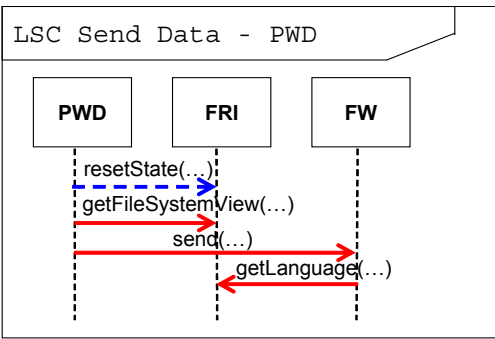 LSC Send Data - PWD
PWD FRI FW
resetState(...)
getFileSystemView(...)
send(...)
getLanguage(...)